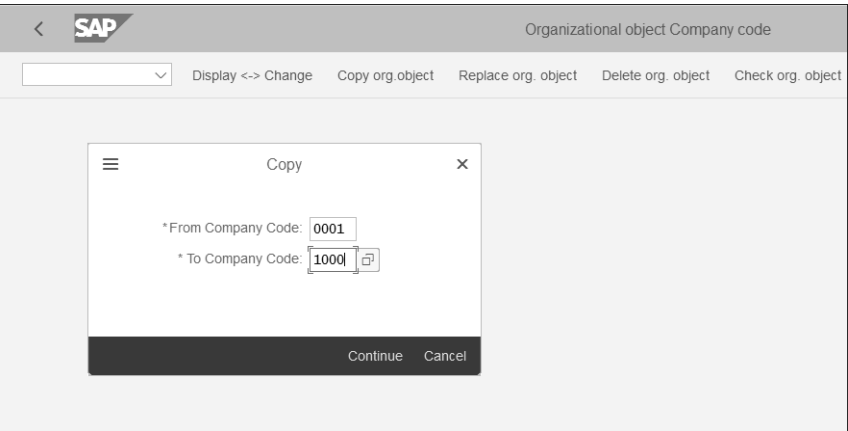 SAP Organizational object Company code
Display <-> Change Copy org.object Replace org. object Delete org. object Check org. object
Copy
*From Company Code: 0001
* To Company Code: 1000
Continue Cancel